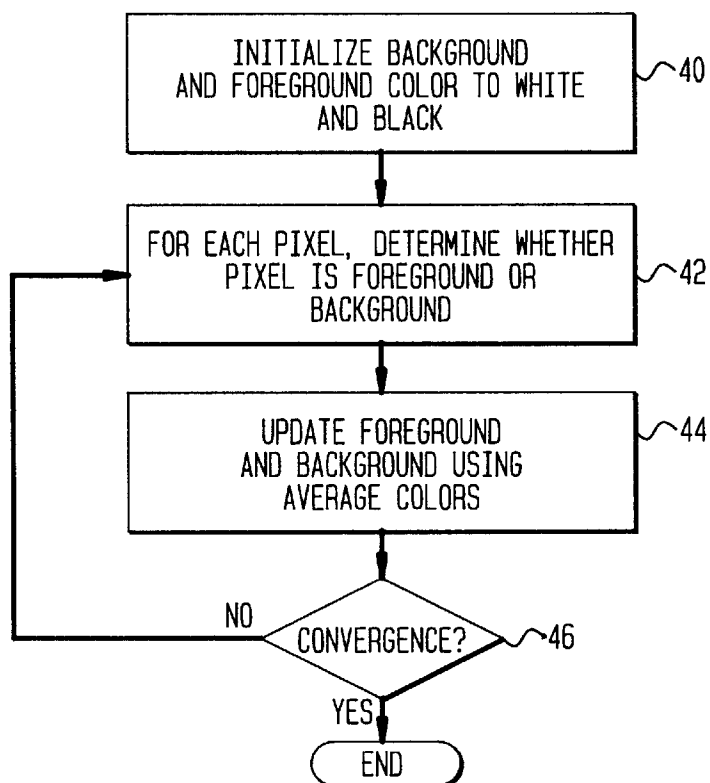 INITIALIZE BACKGROUND
AND FOREGROUND COLOR TO WHITE
AND BLACK
40
FOR EACH PIXEL, DETERMINE WHETHER
PIXEL IS FOREGROUND OR
BACKGROUND
42
UPDATE FOREGROUND
AND BACKGROUND USING
AVERAGE COLORS
44
NO
CONVERGENCE?
46
YES
END